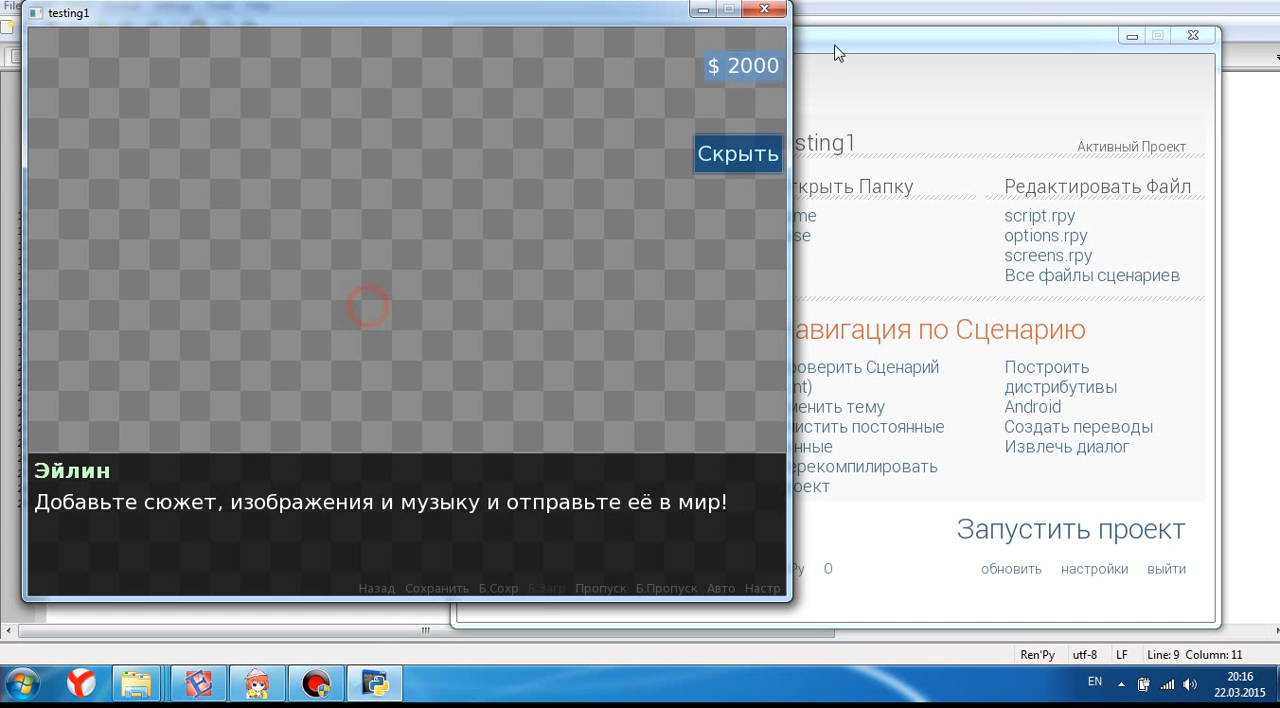 testing1
$ 2000
Скрыть
Эйлин
Добавьте сюжет, изображения и музыку и отправьте её в мир!
Назад Сохранить Б.Сохр Б.Загр Пропуск Б.Пропуск Авто Настр
sting1
Активный Проект
крыть Папку
Редактировать Файл
me
script.rpy
se
options.rpy
screens.rpy
Все файлы сценариев
авигация по Сценарию
роверить Сценарий
nt)
менить тему
истить постоянные
нные
ерекомпилировать
оект
Построить
дистрибутивы
Android
Создать переводы
Извлечь диалог
Запустить проект
Py О
обновить настройки выйти
Ren'Py utf-8 LF Line: 9 Column: 11
EN
20:16
22.03.2015